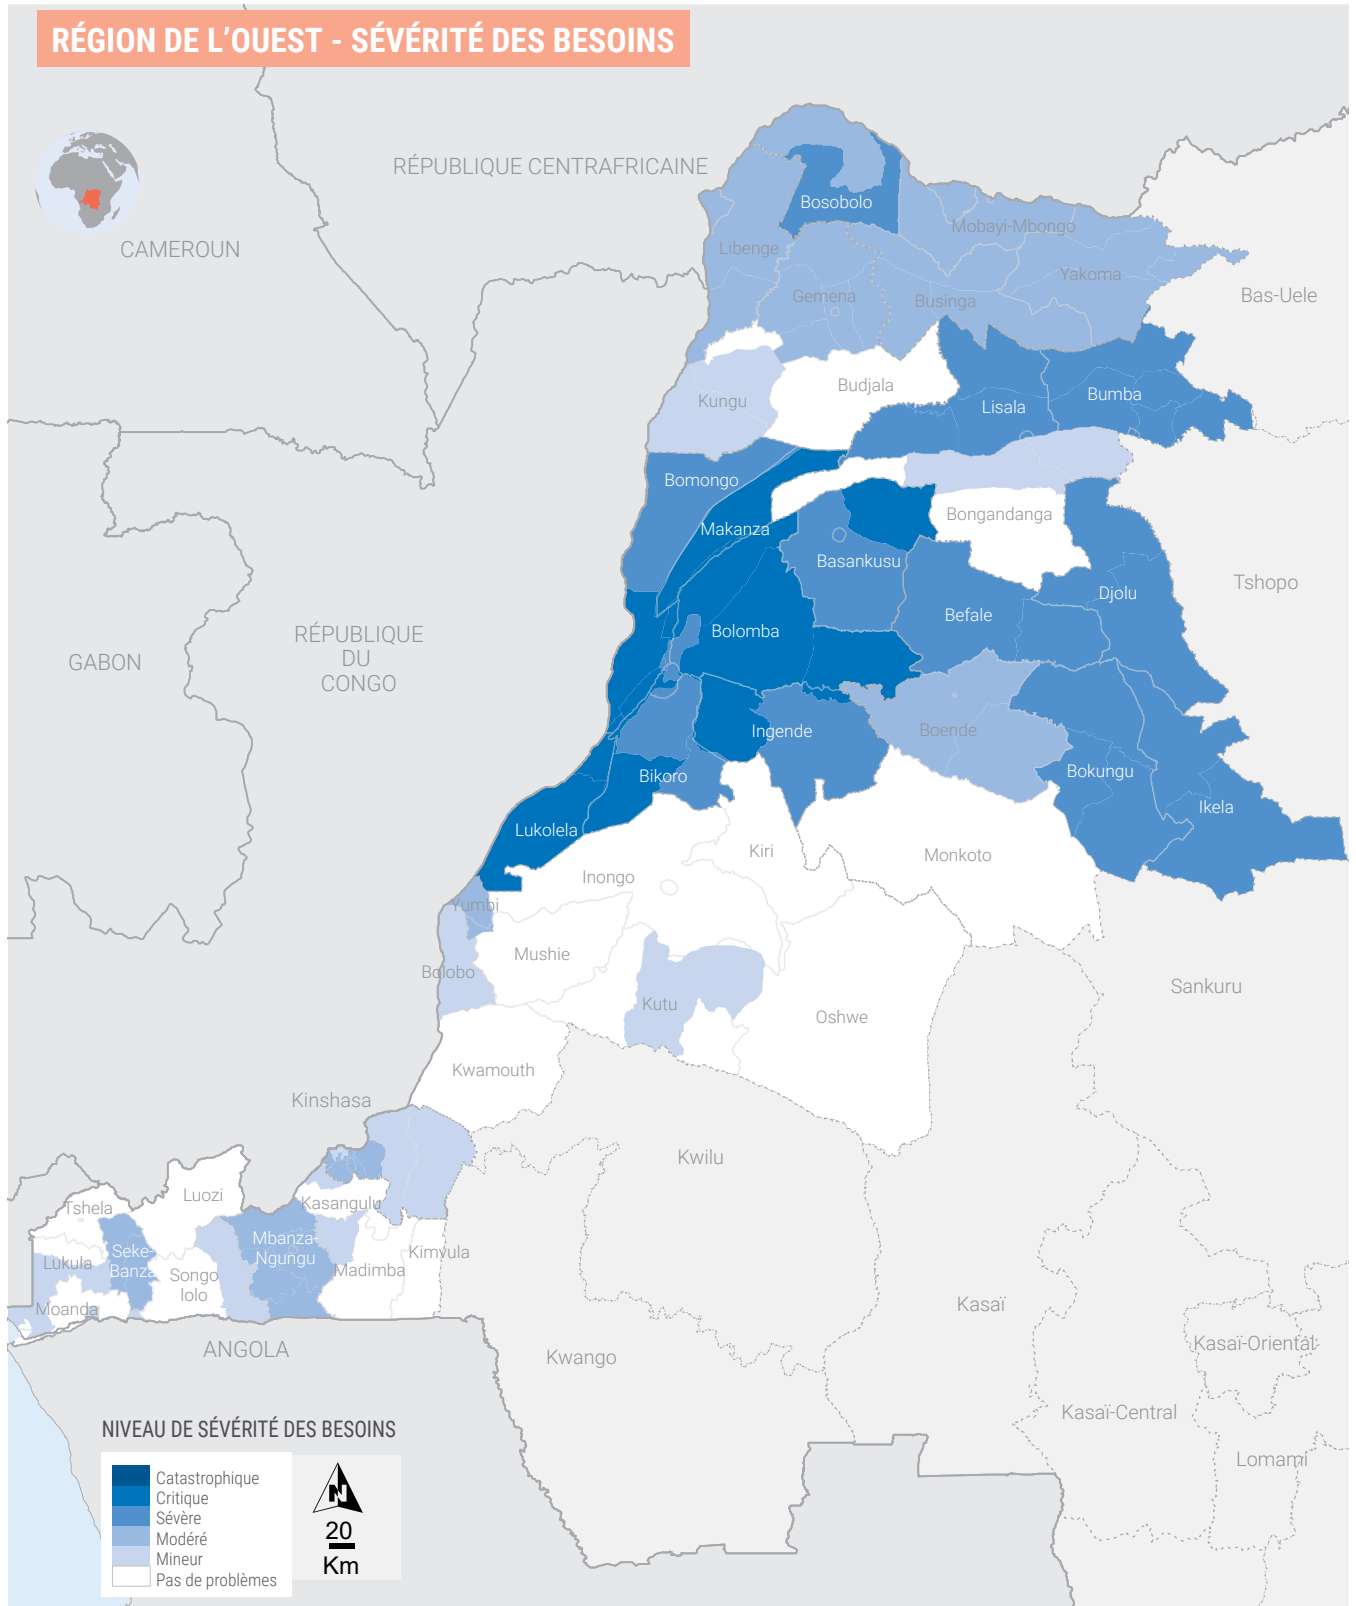 RÉGION DE L'OUEST - SÉVÉRITÉ DES BESOINS
RÉPUBLIQUE CENTRAFRICAINE
CAMEROUN
Bosobolo
Mobayi-Mbongo
Libenge
Yakoma
Gemena
Businga
Bas-Uele
Budjala
Kungu
Lisala
Bumba
Bomongo
Makanza
Bongandanga
Basankusu
Tshopo
Djolu
Befale
Bolomba
RÉPUBLIQUE
DU
CONGO
GABON
Ingende
Boende
Bikoro
Bokungu
Ikela
Lukolela
Kiri
Monkoto
Inongo
Yumbi
Mushie
Bolobo
Sankuru
Kutu
Oshwe
Kwamouth
Kinshasa
Kwilu
Luozi
Tshela
Kasangulu
Mbanza-
Ngungu
Kimvula
Seke-
Banza
Lukula
Songo
lolo
Madimba
Moanda
Kasaï
ANGOLA
Kwango
Kasaï-Oriental
Kasaï-Central
Lomami
NIVEAU DE SÉVÉRITÉ DES BESOINS
Catastrophique
Critique
Sévère
Modéré
Mineur
Pas de problèmes
N
20
Km